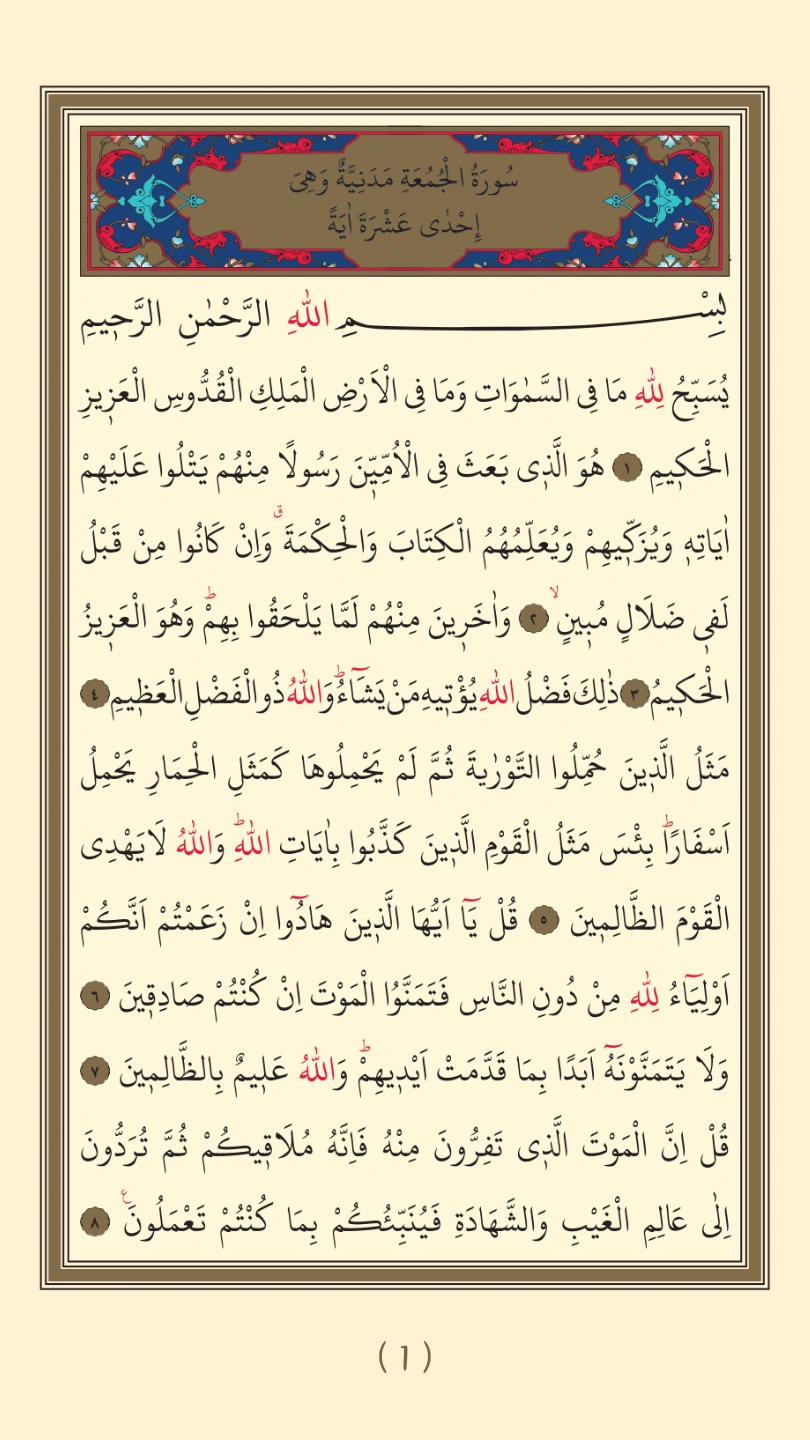 سُورَةُ الْجُمُعَةِ مَدَنِيَّةٌ وَهِىَ
إِحْدٰى عَشْرَةَ اٰيَةً
بِسْمِ اللّٰهِ الرَّحْمٰنِ الرَّح۪يمِ
يُسَبِّحُ لِلّٰهِ مَا فِى السَّمٰوَاتِ وَمَا فِى الْاَرْضِ الْمَلِكِ الْقُدُّوسِ الْعَز۪يزِ
الْحَك۪يمِ ١ هُوَ الَّذ۪ى بَعَثَ فِى الْاُمِّيّ۪نَ رَسُولًا مِنْهُمْ يَتْلُوا عَلَيْهِمْ
اٰيَاتِه۪ وَيُزَكّ۪يهِمْ وَيُعَلِّمُهُمُ الْكِتَابَ وَالْحِكْمَةَۗ وَاِنْ كَانُوا مِنْ قَبْلُ
لَف۪ى ضَلَالٍ مُب۪ينٍۙ ٢ وَاٰخَر۪ينَ مِنْهُمْ لَمَّا يَلْحَقُوا بِهِمْۜ وَهُوَ الْعَز۪يزُ
الْحَك۪يمُ ٣ ذٰلِكَ فَضْلُ اللّٰهِ يُؤْت۪يهِ مَنْ يَشَٓاءُۜ وَاللّٰهُ ذُو الْفَضْلِ الْعَظ۪يمِ ٤
مَثَلُ الَّذ۪ينَ حُمِّلُوا التَّوْرٰيةَ ثُمَّ لَمْ يَحْمِلُوهَا كَمَثَلِ الْحِمَارِ يَحْمِلُ
اَسْفَارًاۜ بِئْسَ مَثَلُ الْقَوْمِ الَّذ۪ينَ كَذَّبُوا بِاٰيَاتِ اللّٰهِۜ وَاللّٰهُ لَا يَهْدِى
الْقَوْمَ الظَّالِم۪ينَ ٥ قُلْ يَٓا اَيُّهَا الَّذ۪ينَ هَادُٓوا اِنْ زَعَمْتُمْ اَنَّكُمْ
اَوْلِيَٓاءُ لِلّٰهِ مِنْ دُونِ النَّاسِ فَتَمَنَّوُا الْمَوْتَ اِنْ كُنْتُمْ صَادِق۪ينَ ٦
وَلَا يَتَمَنَّوْنَهُٓ اَبَدًا بِمَا قَدَّمَتْ اَيْد۪يهِمْۜ وَاللّٰهُ عَل۪يمٌ بِالظَّالِم۪ينَ ٧
قُلْ اِنَّ الْمَوْتَ الَّذ۪ى تَفِرُّونَ مِنْهُ فَاِنَّهُ مُلَاق۪يكُمْ ثُمَّ تُرَدُّونَ
اِلٰى عَالِمِ الْغَيْبِ وَالشَّهَادَةِ فَيُنَبِّئُكُمْ بِمَا كُنْتُمْ تَعْمَلُونَ ع ٨
( 1 )